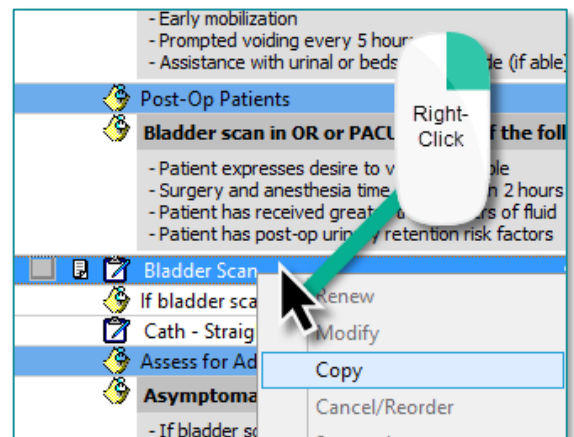 - Early mobilization
- Prompted voiding every 5 hour
- Assistance with urinal or beds de (if able)
Post-Op Patients
Bladder scan in OR or PACU f the foll
- Patient expresses desire to v ble
- Surgery and anesthesia time n 2 hours
- Patient has received great rs of fluid
- Patient has post-op urin y retention risk factors
Right-
Click
Bladder Scan
If bladder sca
Cath - Straig
Assess for Ad
Asymptoma
- If bladder sc
Renew
Modify
Copy
Cancel/Reorder